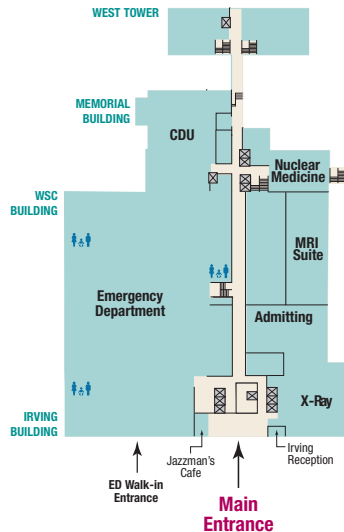 WEST TOWER
MEMORIAL
BUILDING
CDU
Nuclear
Medicine
WSC
BUILDING
MRI
Suite
Emergency
Department
Admitting
X-Ray
IRVING
BUILDING
Jazzman's
Cafe
Irving
Reception
ED Walk-in
Entrance
Main
Entrance